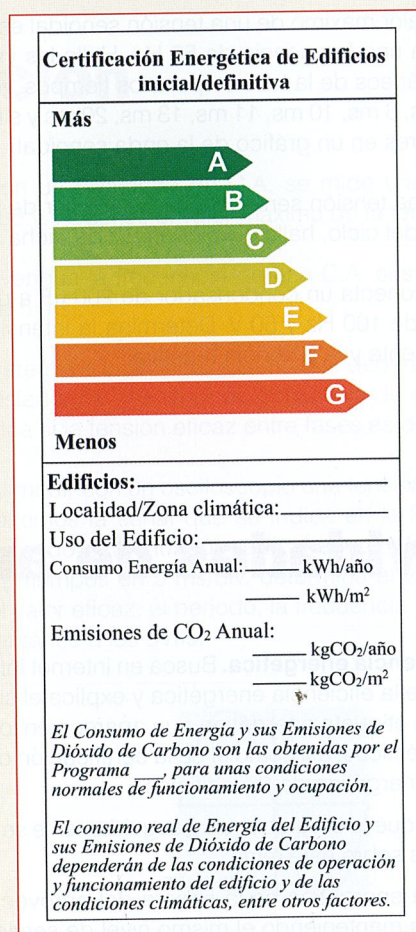 Certificación Energética de Edificios
inicial/definitiva
Más
A
B
C
D
E
F
G
Menos
Edificios:
Localidad/Zona climática:
Uso del Edificio:
Consumo Energía Anual: kWh/año
kWh/m²
Emisiones de CO₂ Anual:
kgCO₂/año
kgCO₂/m²
El Consumo de Energía y sus Emisiones de
Dióxido de Carbono son las obtenidas por el
Programa ___, para unas condiciones
normales de funcionamiento y ocupación.
El consumo real de Energía del Edificio y
sus Emisiones de Dióxido de Carbono
dependerán de las condiciones de operación
y funcionamiento del edificio y de las
condiciones climáticas, entre otros factores.